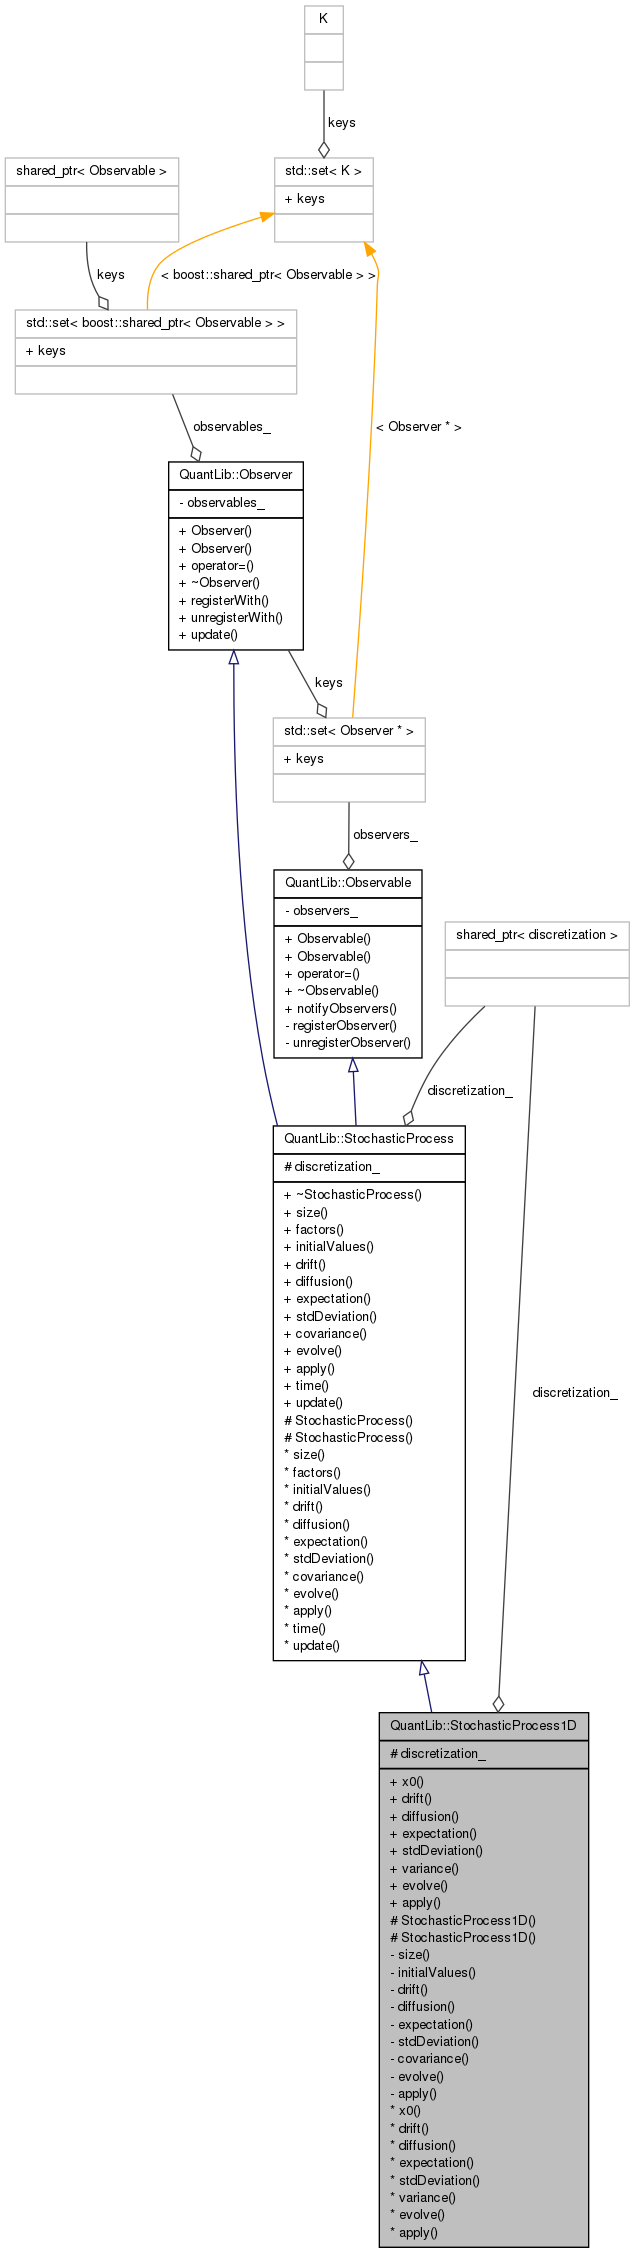 K
keys
shared_ptr< Observable >
std::set< K >
+ keys
keys
< boost::shared_ptr< Observable > >
std::set< boost::shared_ptr< Observable > >
+ keys
observables_
< Observer * >
QuantLib::Observer
- observables_
+ Observer()
+ Observer()
+ operator=()
+ ~Observer()
+ registerWith()
+ unregisterWith()
+ update()
keys
std::set< Observer * >
+ keys
observers_
QuantLib::Observable
- observers_
+ Observable()
+ Observable()
+ operator=()
+ ~Observable()
+ notifyObservers()
- registerObserver()
- unregisterObserver()
shared_ptr< discretization >
discretization_
QuantLib::StochasticProcess
# discretization_
+ ~StochasticProcess()
+ size()
+ factors()
+ initialValues()
+ drift()
+ diffusion()
+ expectation()
+ stdDeviation()
+ covariance()
+ evolve()
+ apply()
+ time()
+ update()
# StochasticProcess()
# StochasticProcess()
* size()
* factors()
* initialValues()
* drift()
* diffusion()
* expectation()
* stdDeviation()
* covariance()
* evolve()
* apply()
* time()
* update()
discretization_
QuantLib::StochasticProcess1D
# discretization_
+ x0()
+ drift()
+ diffusion()
+ expectation()
+ stdDeviation()
+ variance()
+ evolve()
+ apply()
# StochasticProcess1D()
# StochasticProcess1D()
- size()
- initialValues()
- drift()
- diffusion()
- expectation()
- stdDeviation()
- covariance()
- evolve()
- apply()
* x0()
* drift()
* diffusion()
* expectation()
* stdDeviation()
* variance()
* evolve()
* apply()